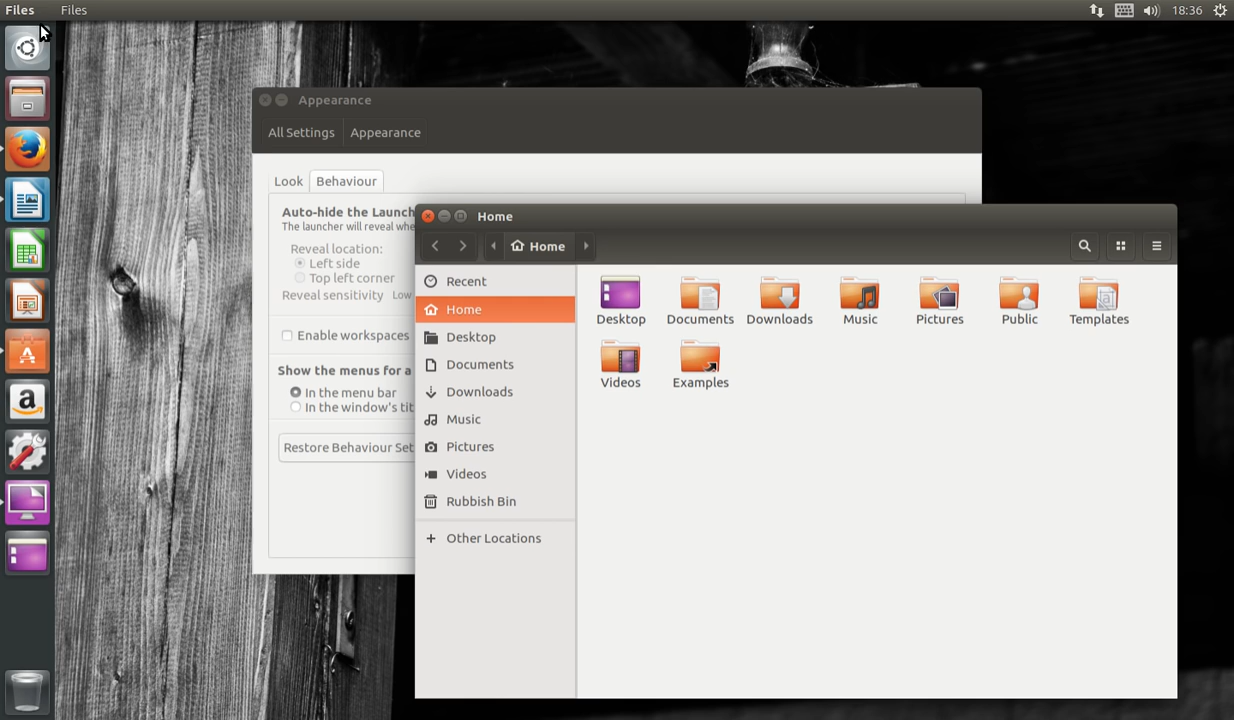 Files Files 18:36
Appearance
All Settings Appearance
Look Behaviour
Auto-hide the Launch
The launcher will reveal whe
Reveal location:
Left side
Top left corner
Reveal sensitivity Low
Enable workspaces
Show the menus for a
In the menu bar
In the window's tit
Restore Behaviour Set
Home
Home
Recent
Home
Desktop
Documents
Downloads
Music
Pictures
Videos
Rubbish Bin
Other Locations
Desktop Documents Downloads Music Pictures Public Templates
Videos Examples